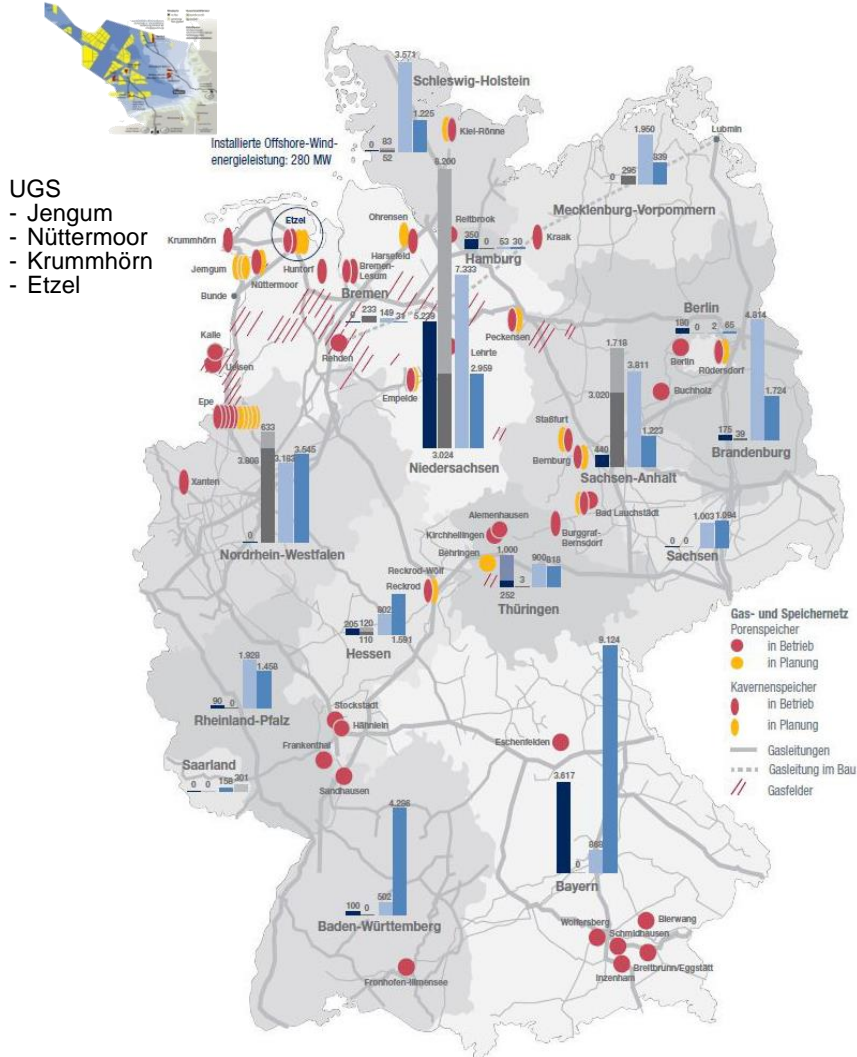 Installierte Offshore-Wind-
energieleistung: 280 MW
UGS
- Jengum
- Nüttermoor
- Krummhörn
- Etzel
Schleswig-Holstein
3.571
1.225
0
83
52
Kiel-Rönne
Lubmin
1.950
839
0
295
Mecklenburg-Vorpommern
Krummhörn
Etzel
Ohrensen
Harsefeld
Reitbrook
350
0
53
30
Hamburg
Kraak
Jemgum
Nüttermoor
Huntorf
Bremen-
Lesum
Bunde
Bremen
0
233
149
31
Rehden
Kalle
Uelsen
Epe
Empelde
Lehrte
Peckensen
5.239
8.200
7.333
2.959
3.024
Niedersachsen
Berlin
186
0
2
65
Berlin
Rüdersdorf
Buchholz
4.814
1.724
175
39
Brandenburg
Staßfurt
Bernburg
1.718
3.020
3.811
1.223
440
Sachsen-Anhalt
Bad Lauchstädt
Burggraf-
Bernsdorf
Xanten
633
3.808
3.183
3.545
0
Nordrhein-Westfalen
1.003
1.094
0
0
Sachsen
Alemenhausen
Kirchheilingen
Behringen
1.000
900
818
3
252
Thüringen
Reckrod-Wolf
Reckrod
205
120
802
110
1.591
Hessen
1.928
1.458
90
0
Rheinland-Pfalz
Stockstadt
Hähnlein
Frankenthal
Sandhausen
Saarland
0
0
158
301
Eschenfelden
3.617
0
868
9.124
Bayern
4.296
100
0
502
Baden-Württemberg
Fronhofen-Illmensee
Wolfersberg
Bierwang
Schmidhausen
Inzenham
Breitbrunn/Eggstätt
Gas- und Speichernetz
Porenspeicher
in Betrieb
in Planung
Kavernenspeicher
in Betrieb
in Planung
Gasleitungen
Gasleitung im Bau
Gasfelder